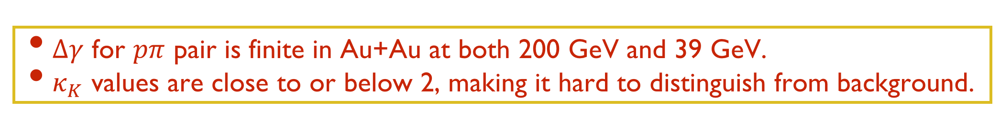 • Δγ for pπ pair is finite in Au+Au at both 200 GeV and 39 GeV.
• κ_K values are close to or below 2, making it hard to distinguish from background.